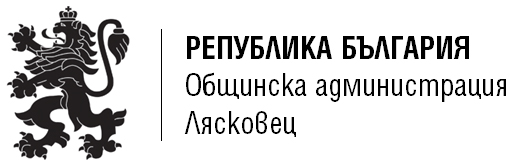 РЕПУБЛИКА БЪЛГАРИЯ
Общинска администрация
Лясковец